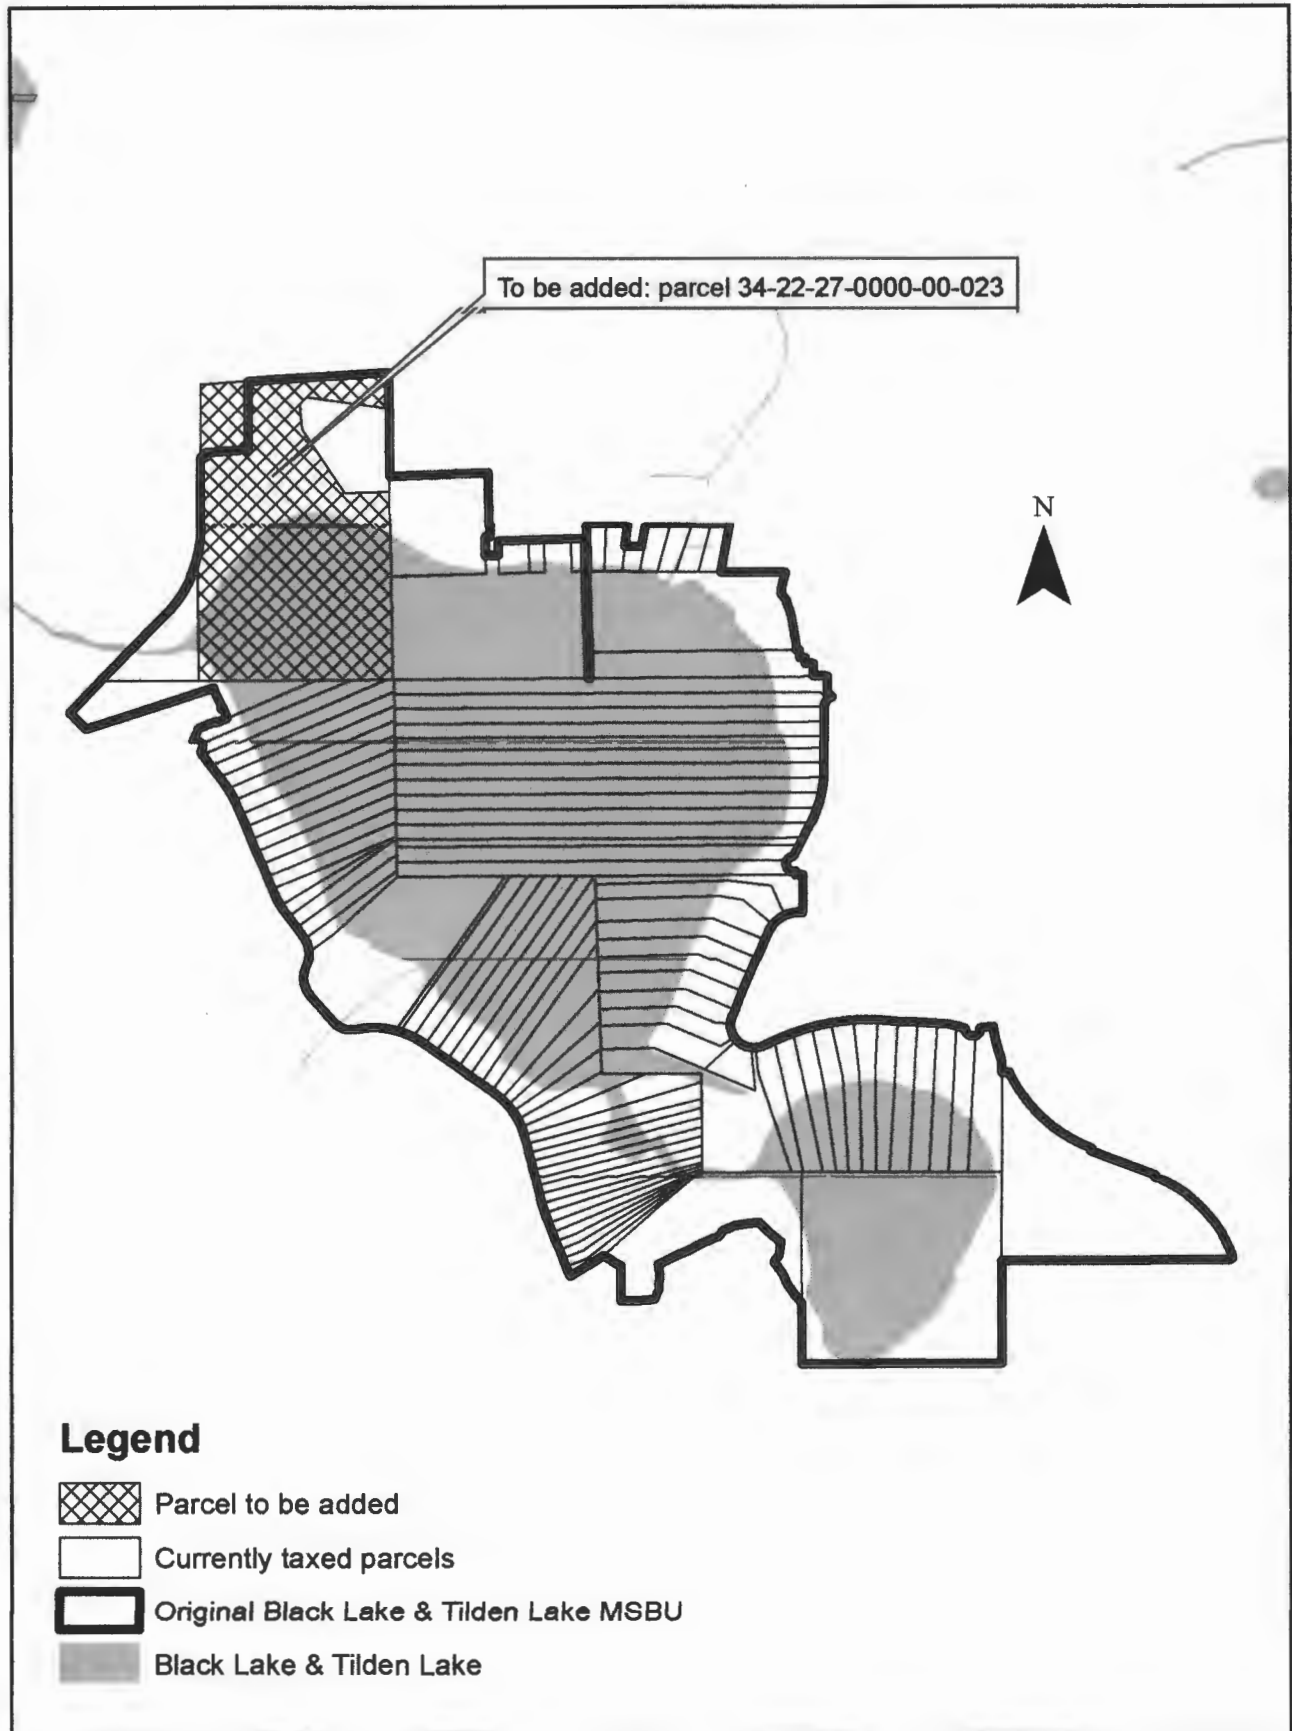 To be added: parcel 34-22-27-0000-00-023
N
Legend
Parcel to be added
Currently taxed parcels
Original Black Lake & Tilden Lake MSBU
Black Lake & Tilden Lake